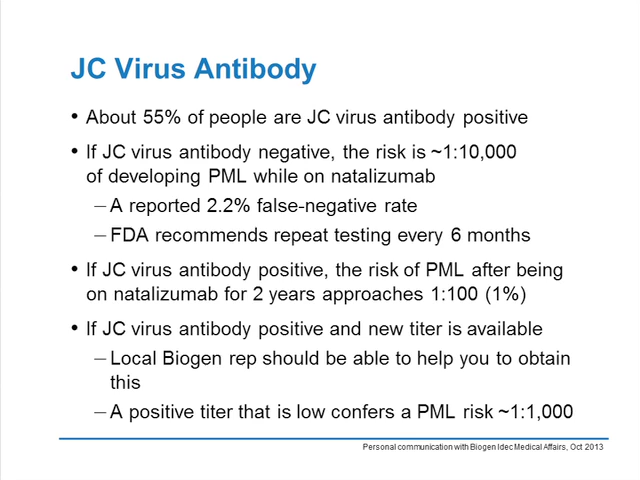 JC Virus Antibody
• About 55% of people are JC virus antibody positive
• If JC virus antibody negative, the risk is ~1:10,000
of developing PML while on natalizumab
– A reported 2.2% false-negative rate
– FDA recommends repeat testing every 6 months
• If JC virus antibody positive, the risk of PML after being
on natalizumab for 2 years approaches 1:100 (1%)
• If JC virus antibody positive and new titer is available
– Local Biogen rep should be able to help you to obtain
this
– A positive titer that is low confers a PML risk ~1:1,000
Personal communication with Biogen Idec Medical Affairs, Oct 2013